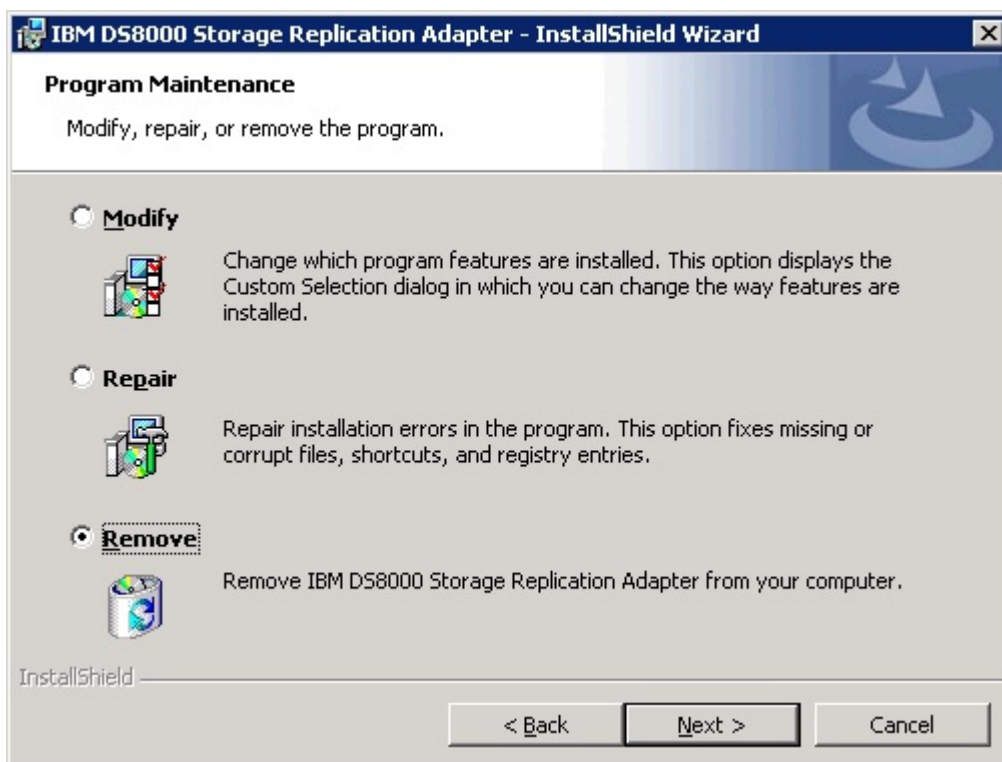 IBM DS8000 Storage Replication Adapter - InstallShield Wizard
Program Maintenance
Modify, repair, or remove the program.
Modify
Change which program features are installed. This option displays the
Custom Selection dialog in which you can change the way features are
installed.
Repair
Repair installation errors in the program. This option fixes missing or
corrupt files, shortcuts, and registry entries.
Remove
Remove IBM DS8000 Storage Replication Adapter from your computer.
InstallShield
< Back Next > Cancel